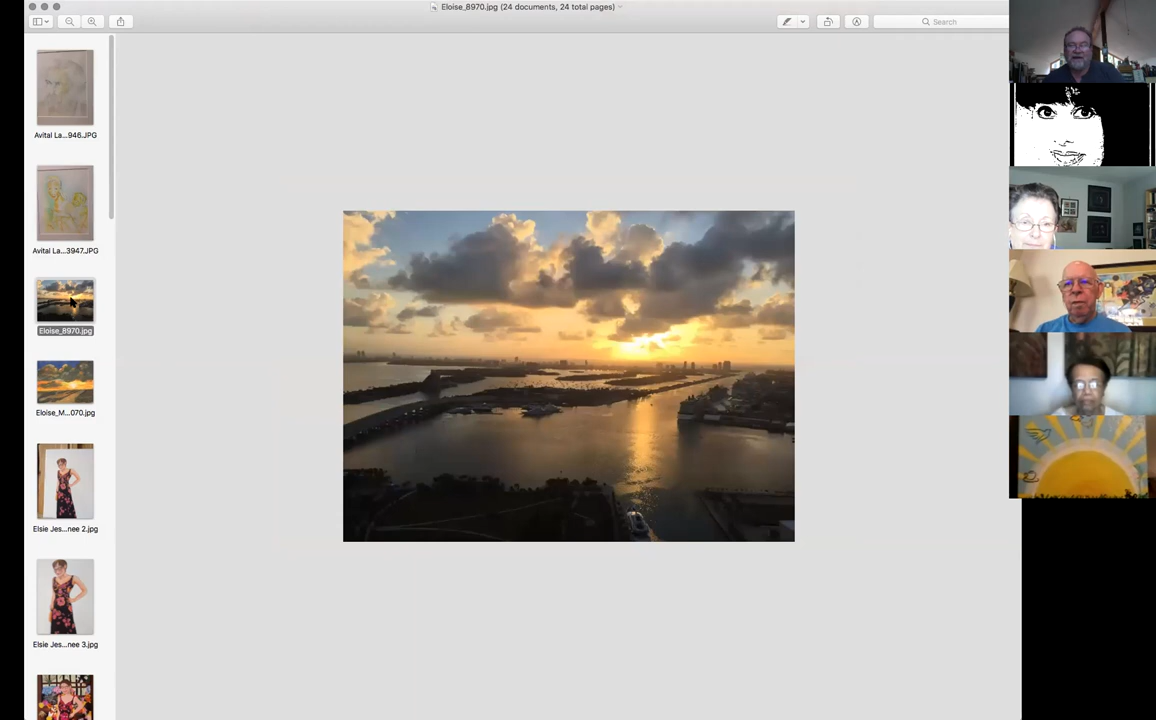 Eloise_8970.jpg (24 documents, 24 total pages)
Search
Avital La...946.JPG
Avital La...3947.JPG
Eloise_8970.jpg
Eloise_M...070.jpg
Elsie Jes...nee 2.jpg
Elsie Jes...nee 3.jpg